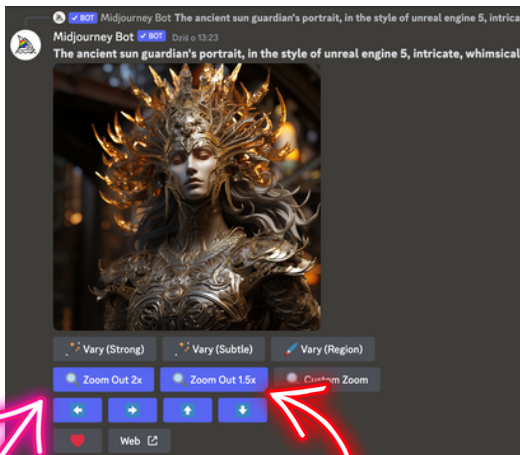 ✓ BOT Midjourney Bot The ancient sun guardian's portrait, in the style of unreal engine 5, intrica
Midjourney Bot ✓ BOT Dziś o 13:23
The ancient sun guardian's portrait, in the style of unreal engine 5, intricate, whimsical
Vary (Strong) Vary (Subtle) Vary (Region)
Zoom Out 2x Zoom Out 1.5x Custom Zoom
Web